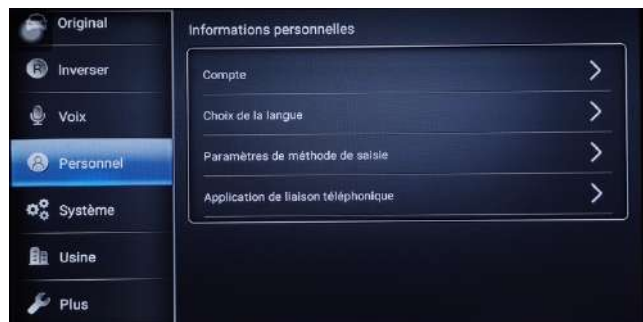 Original
Inverser
Voix
Personnel
Système
Usine
Plus
Informations personnelles
Compte
Choix de la langue
Paramètres de méthode de saisie
Application de liaison téléphonique